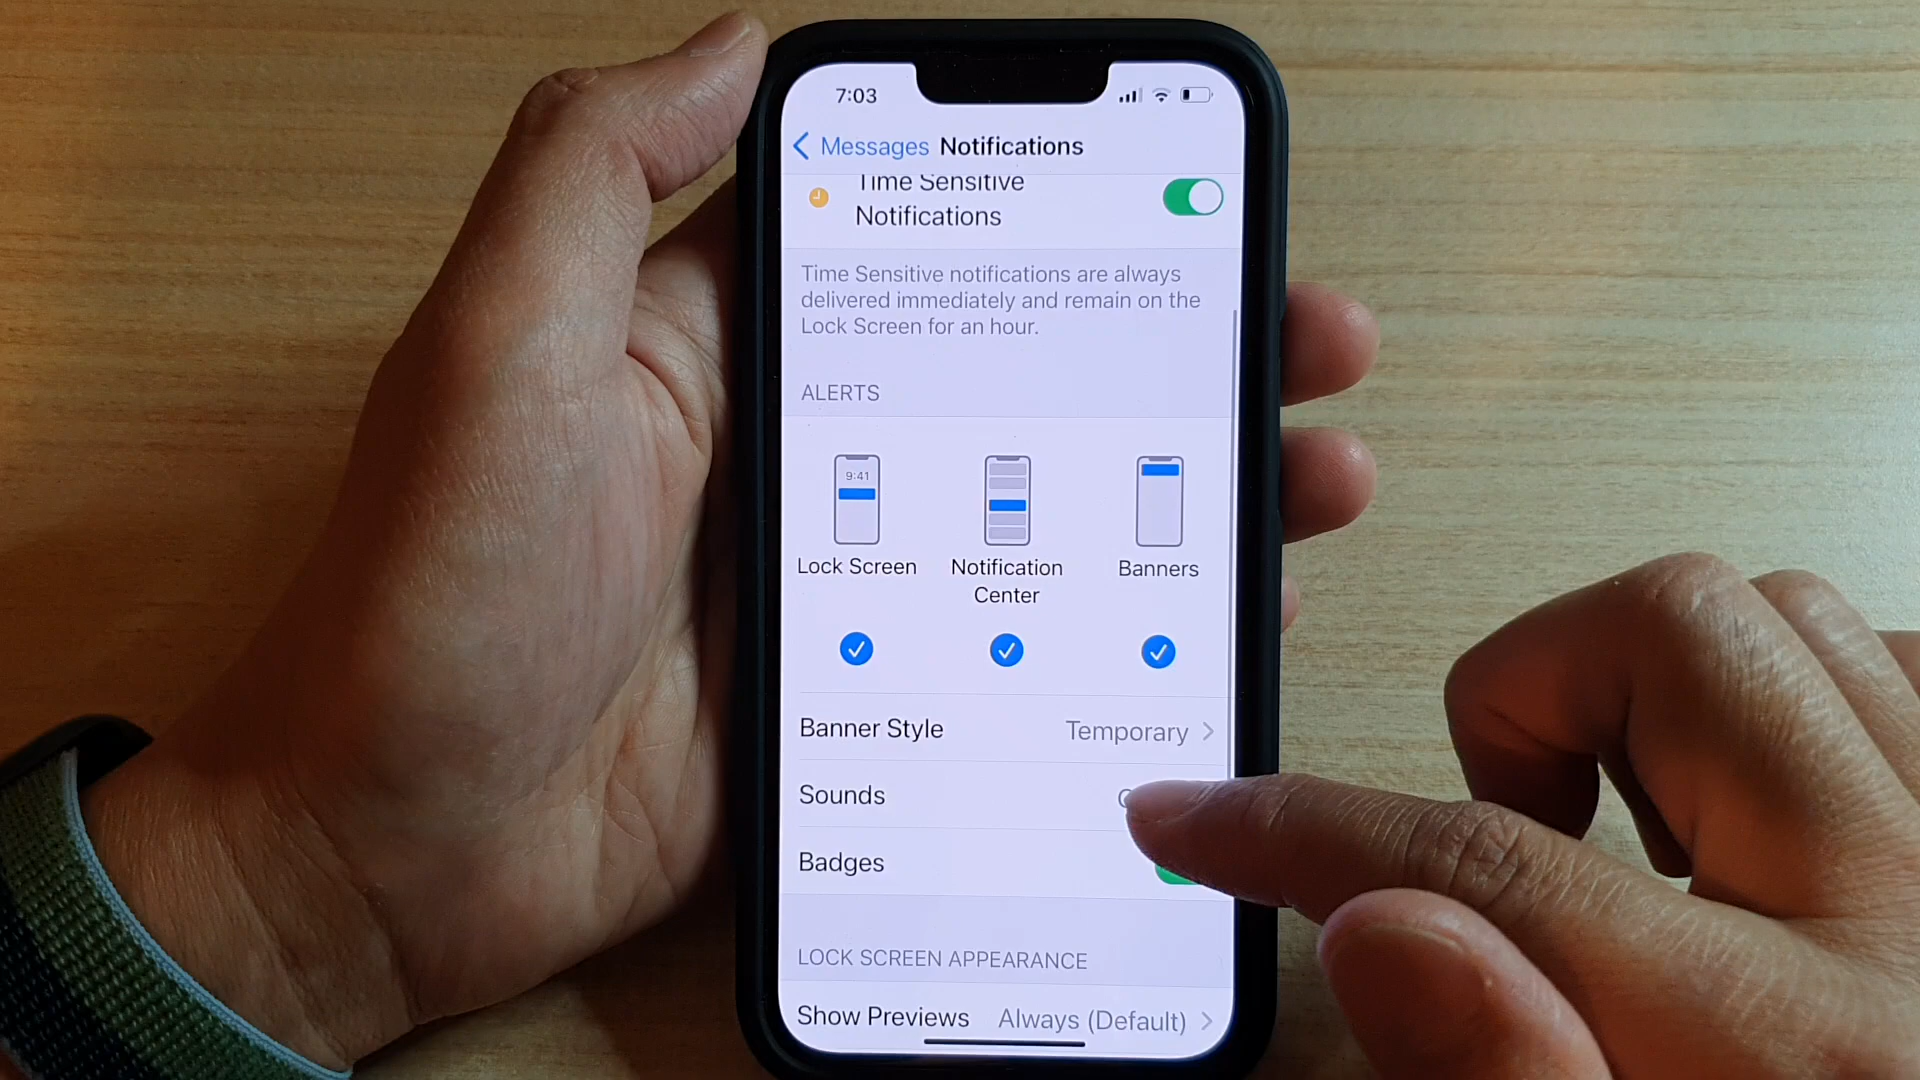 7:03
Messages Notifications
Time Sensitive
Notifications
Time Sensitive notifications are always
delivered immediately and remain on the
Lock Screen for an hour.
ALERTS
9:41
Lock Screen
Notification
Center
Banners
Banner Style Temporary
Sounds
Badges
LOCK SCREEN APPEARANCE
Show Previews Always (Default)